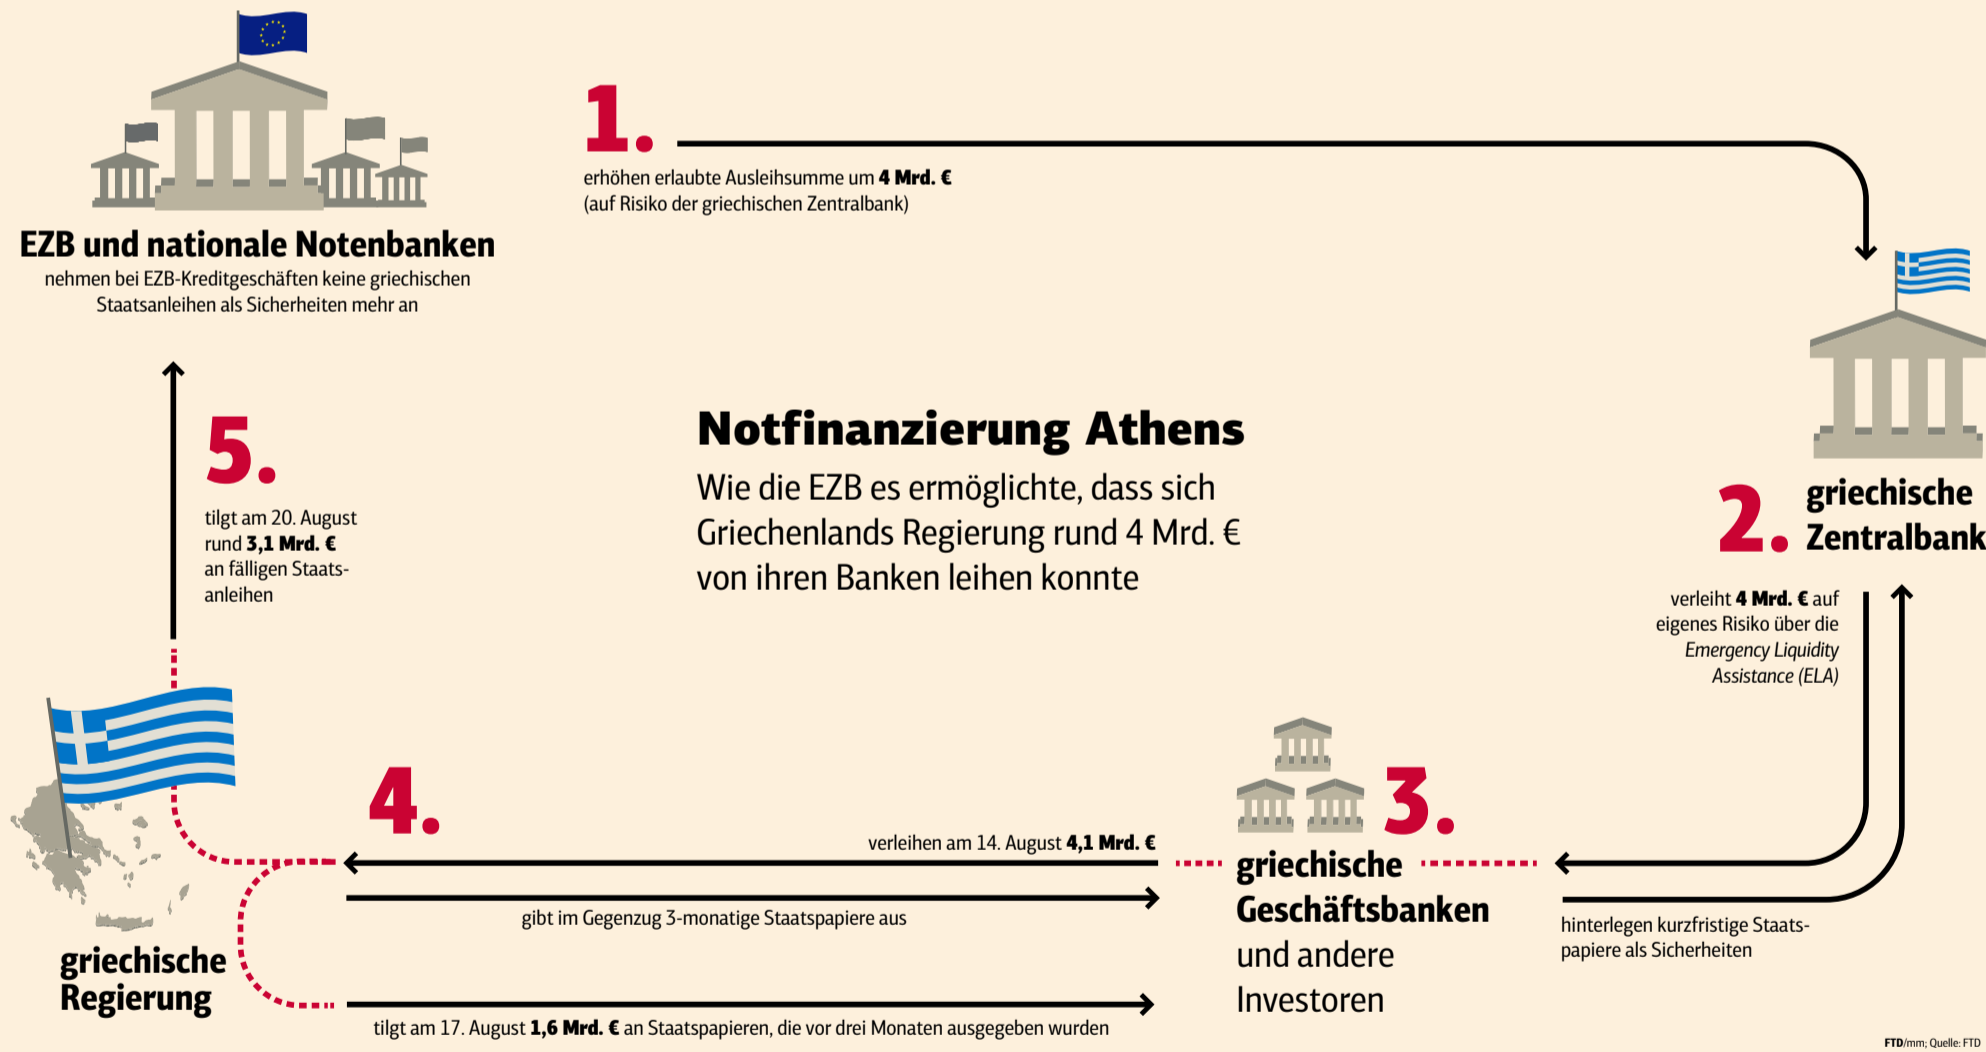 1.
erhöhen erlaubte Ausleihsumme um 4 Mrd. €
(auf Risiko der griechischen Zentralbank)
EZB und nationale Notenbanken
nehmen bei EZB-Kreditgeschäften keine griechischen
Staatsanleihen als Sicherheiten mehr an
Notfinanzierung Athens
Wie die EZB es ermöglichte, dass sich
Griechenlands Regierung rund 4 Mrd. €
von ihren Banken leihen konnte
2.
griechische
Zentralbank
verleiht 4 Mrd. € auf
eigenes Risiko über die
Emergency Liquidity
Assistance (ELA)
hinterlegen kurzfristige Staats-
papiere als Sicherheiten
3.
griechische
Geschäftsbanken
und andere
Investoren
4.
verleihen am 14. August 4,1 Mrd. €
gibt im Gegenzug 3-monatige Staatspapiere aus
tilgt am 17. August 1,6 Mrd. € an Staatspapieren, die vor drei Monaten ausgegeben wurden
griechische
Regierung
5.
tilgt am 20. August
rund 3,1 Mrd. €
an fälligen Staats-
anleihen
FTD/mm; Quelle: FTD